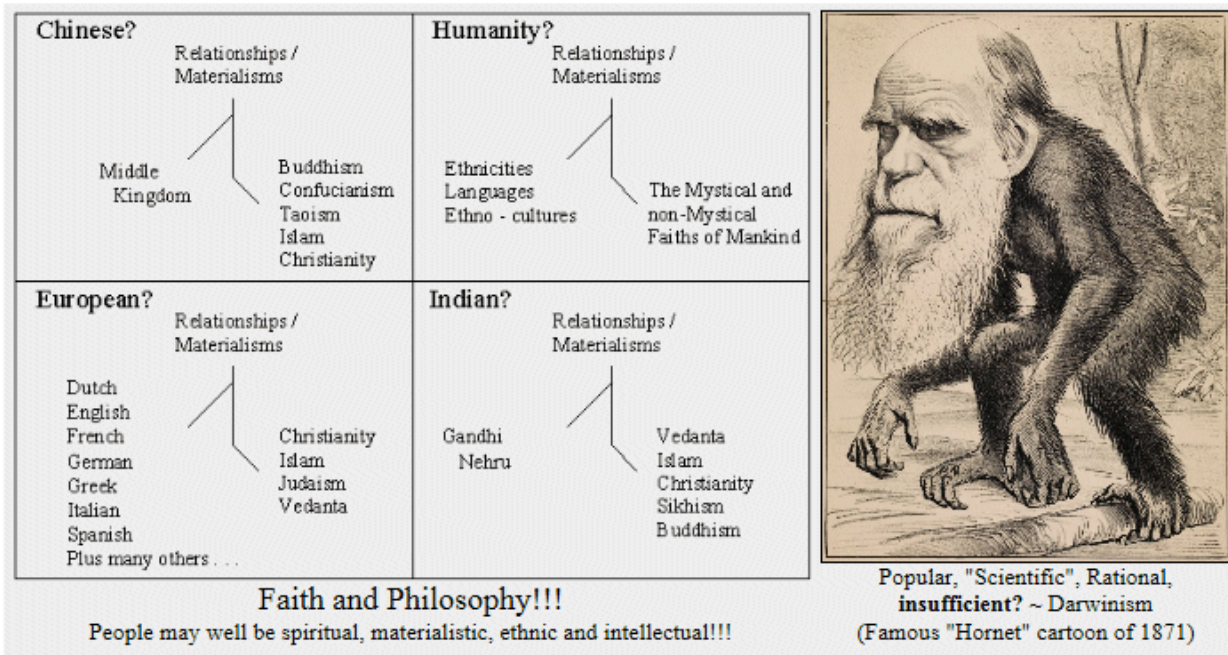 Chinese?
Relationships /
Materialisms
Middle
Kingdom
Buddhism
Confucianism
Taoism
Islam
Christianity
Humanity?
Relationships /
Materialisms
Ethnicities
Languages
Ethno - cultures
The Mystical and
non-Mystical
Faiths of Mankind
European?
Relationships /
Materialisms
Dutch
English
French
German
Greek
Italian
Spanish
Plus many others . . .
Christianity
Islam
Judaism
Vedanta
Indian?
Relationships /
Materialisms
Gandhi
Nehru
Vedanta
Islam
Christianity
Sikhism
Buddhism
Faith and Philosophy!!!
People may well be spiritual, materialistic, ethnic and intellectual!!!
Popular, "Scientific", Rational,
insufficient? ~ Darwinism
(Famous "Hornet" cartoon of 1871)